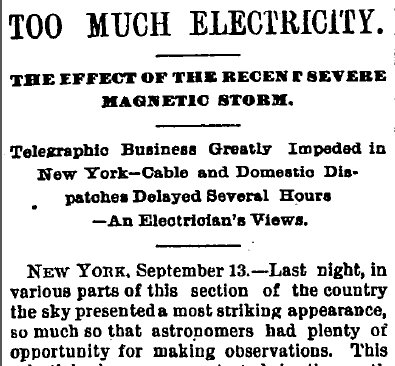 TOO MUCH ELECTRICITY.
THE EFFECT OF THE RECENT SEVERE
MAGNETIC STORM.
Telegraphic Business Greatly Impeded in
New York—Cable and Domestic Dis-
patches Delayed Several Hours
—An Electrician's Views.
NEW YORK, September 13.—Last night, in
various parts of this section of the country
the sky presented a most striking appearance,
so much so that astronomers had plenty of
opportunity for making observations. This